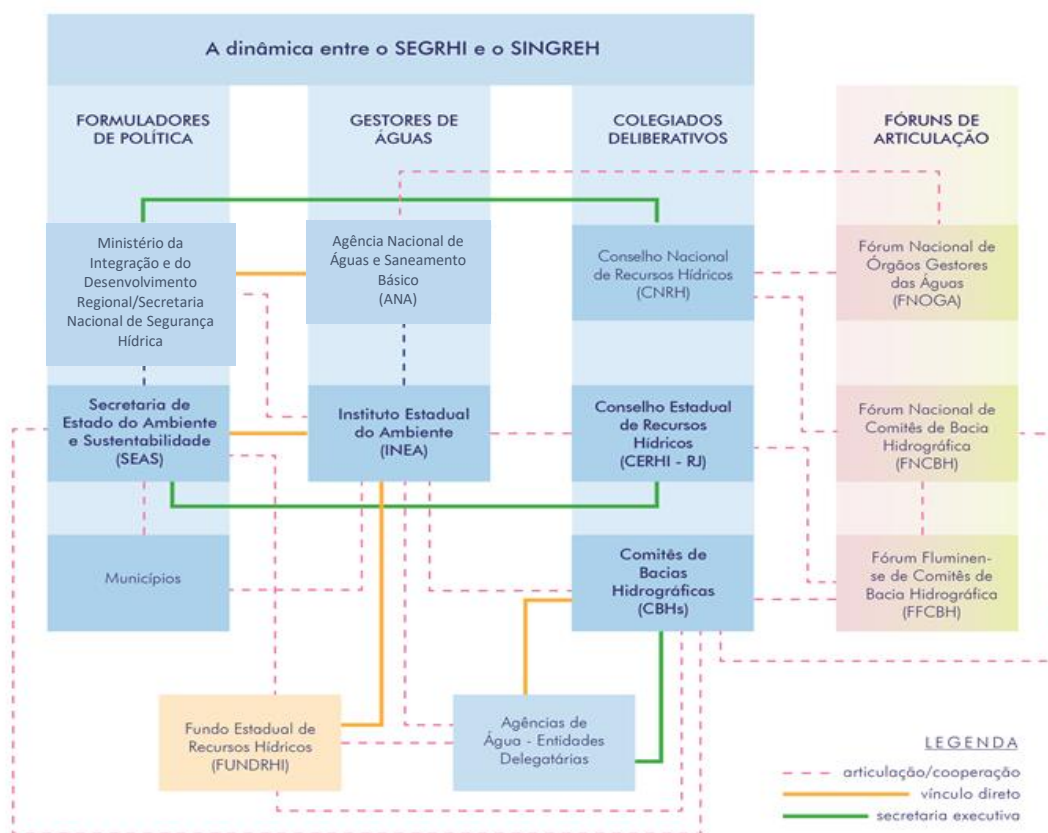 A dinâmica entre o SEGRHI e o SINGREH
FORMULADORES
DE POLÍTICA
GESTORES DE
ÁGUAS
COLEGIADOS
DELIBERATIVOS
FÓRUNS DE
ARTICULAÇÃO
Ministério da
Integração e do
Desenvolvimento
Regional/Secretaria
Nacional de Segurança
Hídrica
Agência Nacional de
Águas e Saneamento
Básico
(ANA)
Conselho Nacional
de Recursos Hídricos
(CNRH)
Fórum Nacional de
Órgãos Gestores
das Águas
(FNOGA)
Secretaria de
Estado do Ambiente
e Sustentabilidade
(SEAS)
Instituto Estadual
do Ambiente
(INEA)
Conselho Estadual
de Recursos
Hídricos
(CERHI - RJ)
Fórum Nacional de
Comitês de Bacia
Hidrográfica
(FNCBH)
Municípios
Comitês de
Bacias
Hidrográficas
(CBHs)
Fórum Fluminen-
se de Comitês de
Bacia Hidrográfica
(FFCBH)
Fundo Estadual de
Recursos Hídricos
(FUNDRHI)
Agências de
Água - Entidades
Delegatárias
LEGENDA
articulação/cooperação
vínculo direto
secretaria executiva